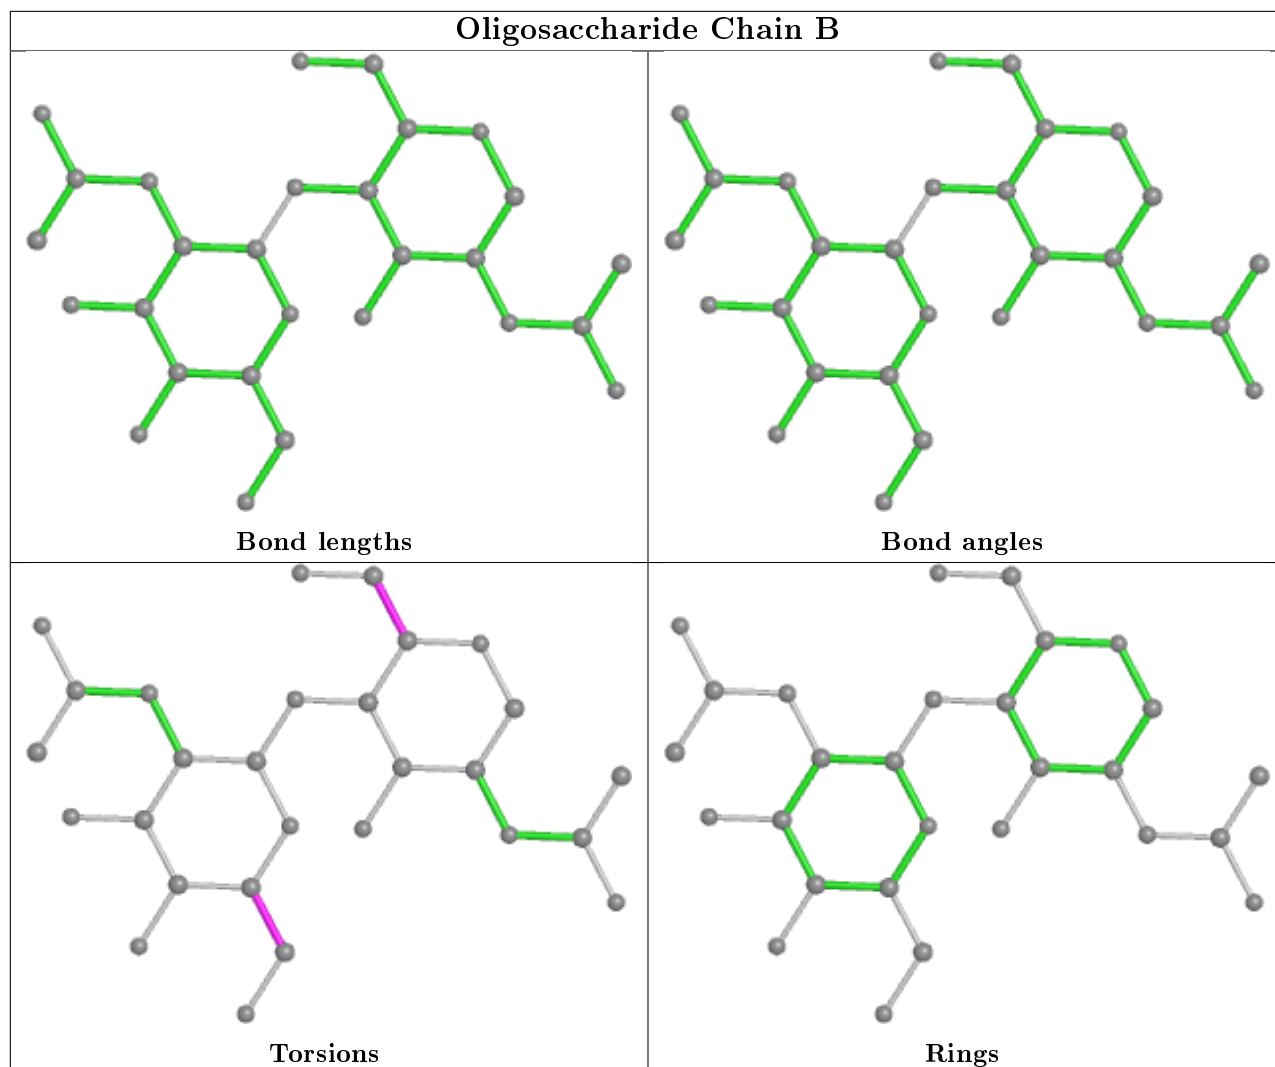 Oligosaccharide Chain B
Bond lengths
Bond angles
Torsions
Rings